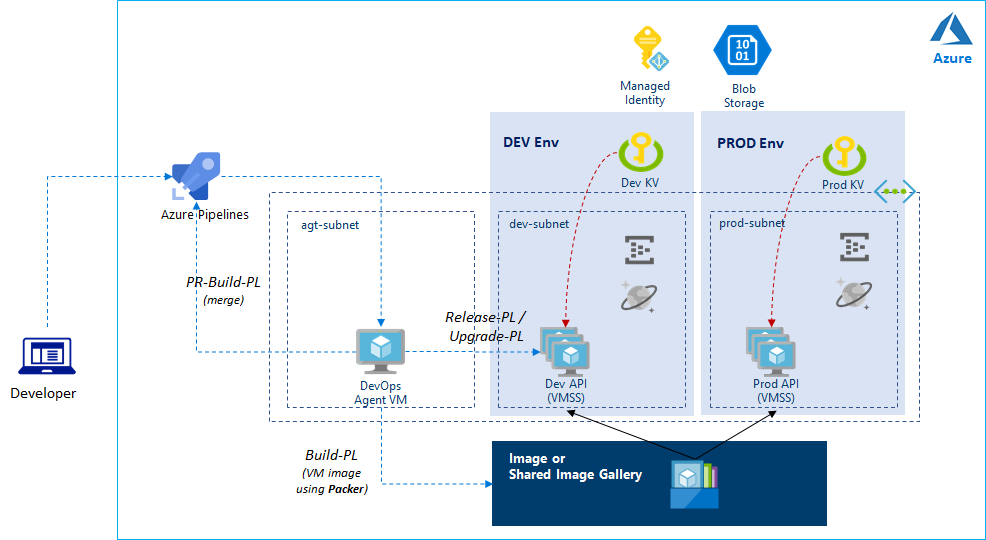 Azure
Managed
Identity
10
01
Blob
Storage
DEV Env
PROD Env
Dev KV
Prod KV
Azure Pipelines
agt-subnet
dev-subnet
prod-subnet
PR-Build-PL
(merge)
Release-PL /
Upgrade-PL
Developer
DevOps
Agent VM
Dev API
(VMSS)
Prod API
(VMSS)
Build-PL
(VM image
using Packer)
Image or
Shared Image Gallery